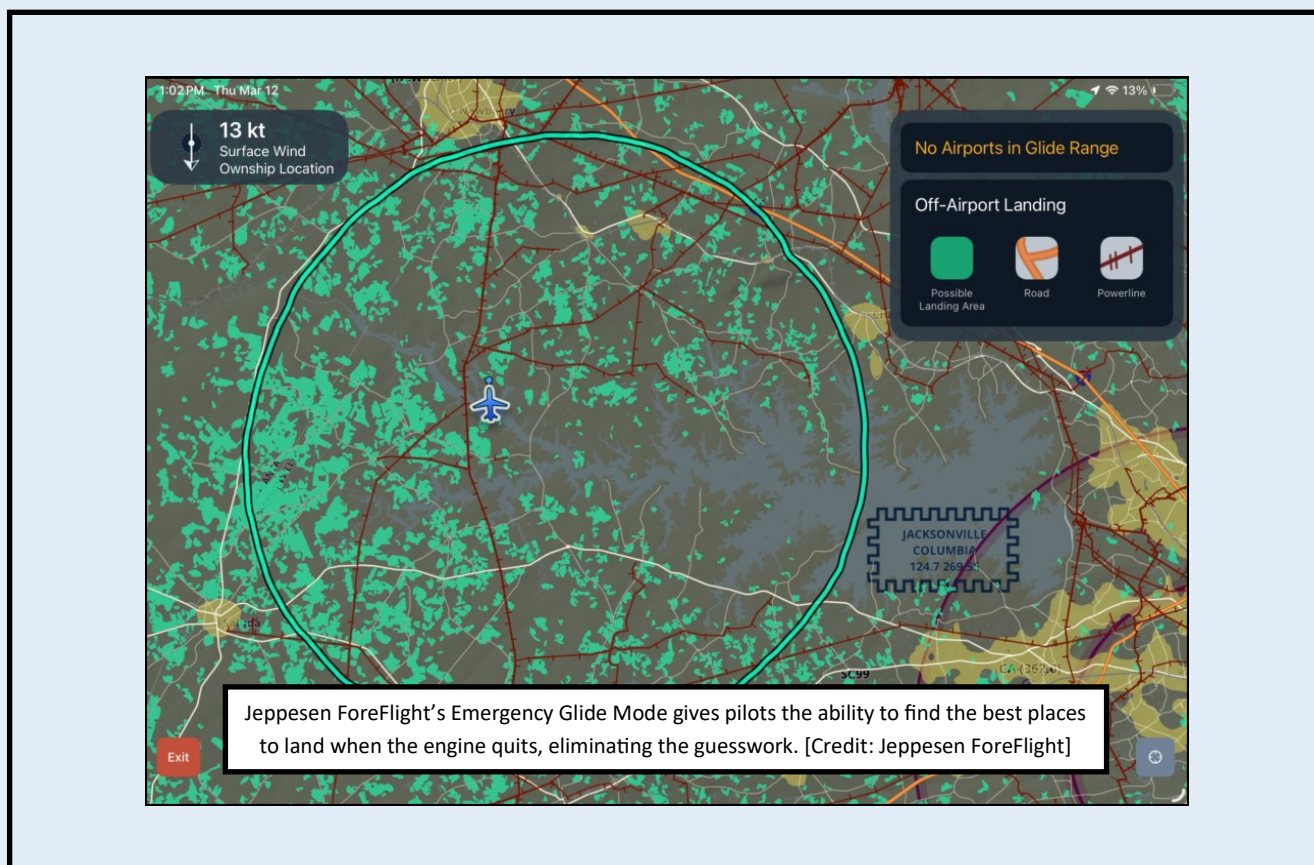 1:02 PM Thu Mar 12
13%
13 kt
Surface Wind
Ownship Location
No Airports in Glide Range
Off-Airport Landing
Possible
Landing Area
Road
Powerline
JACKSONVILLE
COLUMBIA
124.7
SC99
Jeppesen ForeFlight’s Emergency Glide Mode gives pilots the ability to find the best places
to land when the engine quits, eliminating the guesswork. [Credit: Jeppesen ForeFlight]
Exit